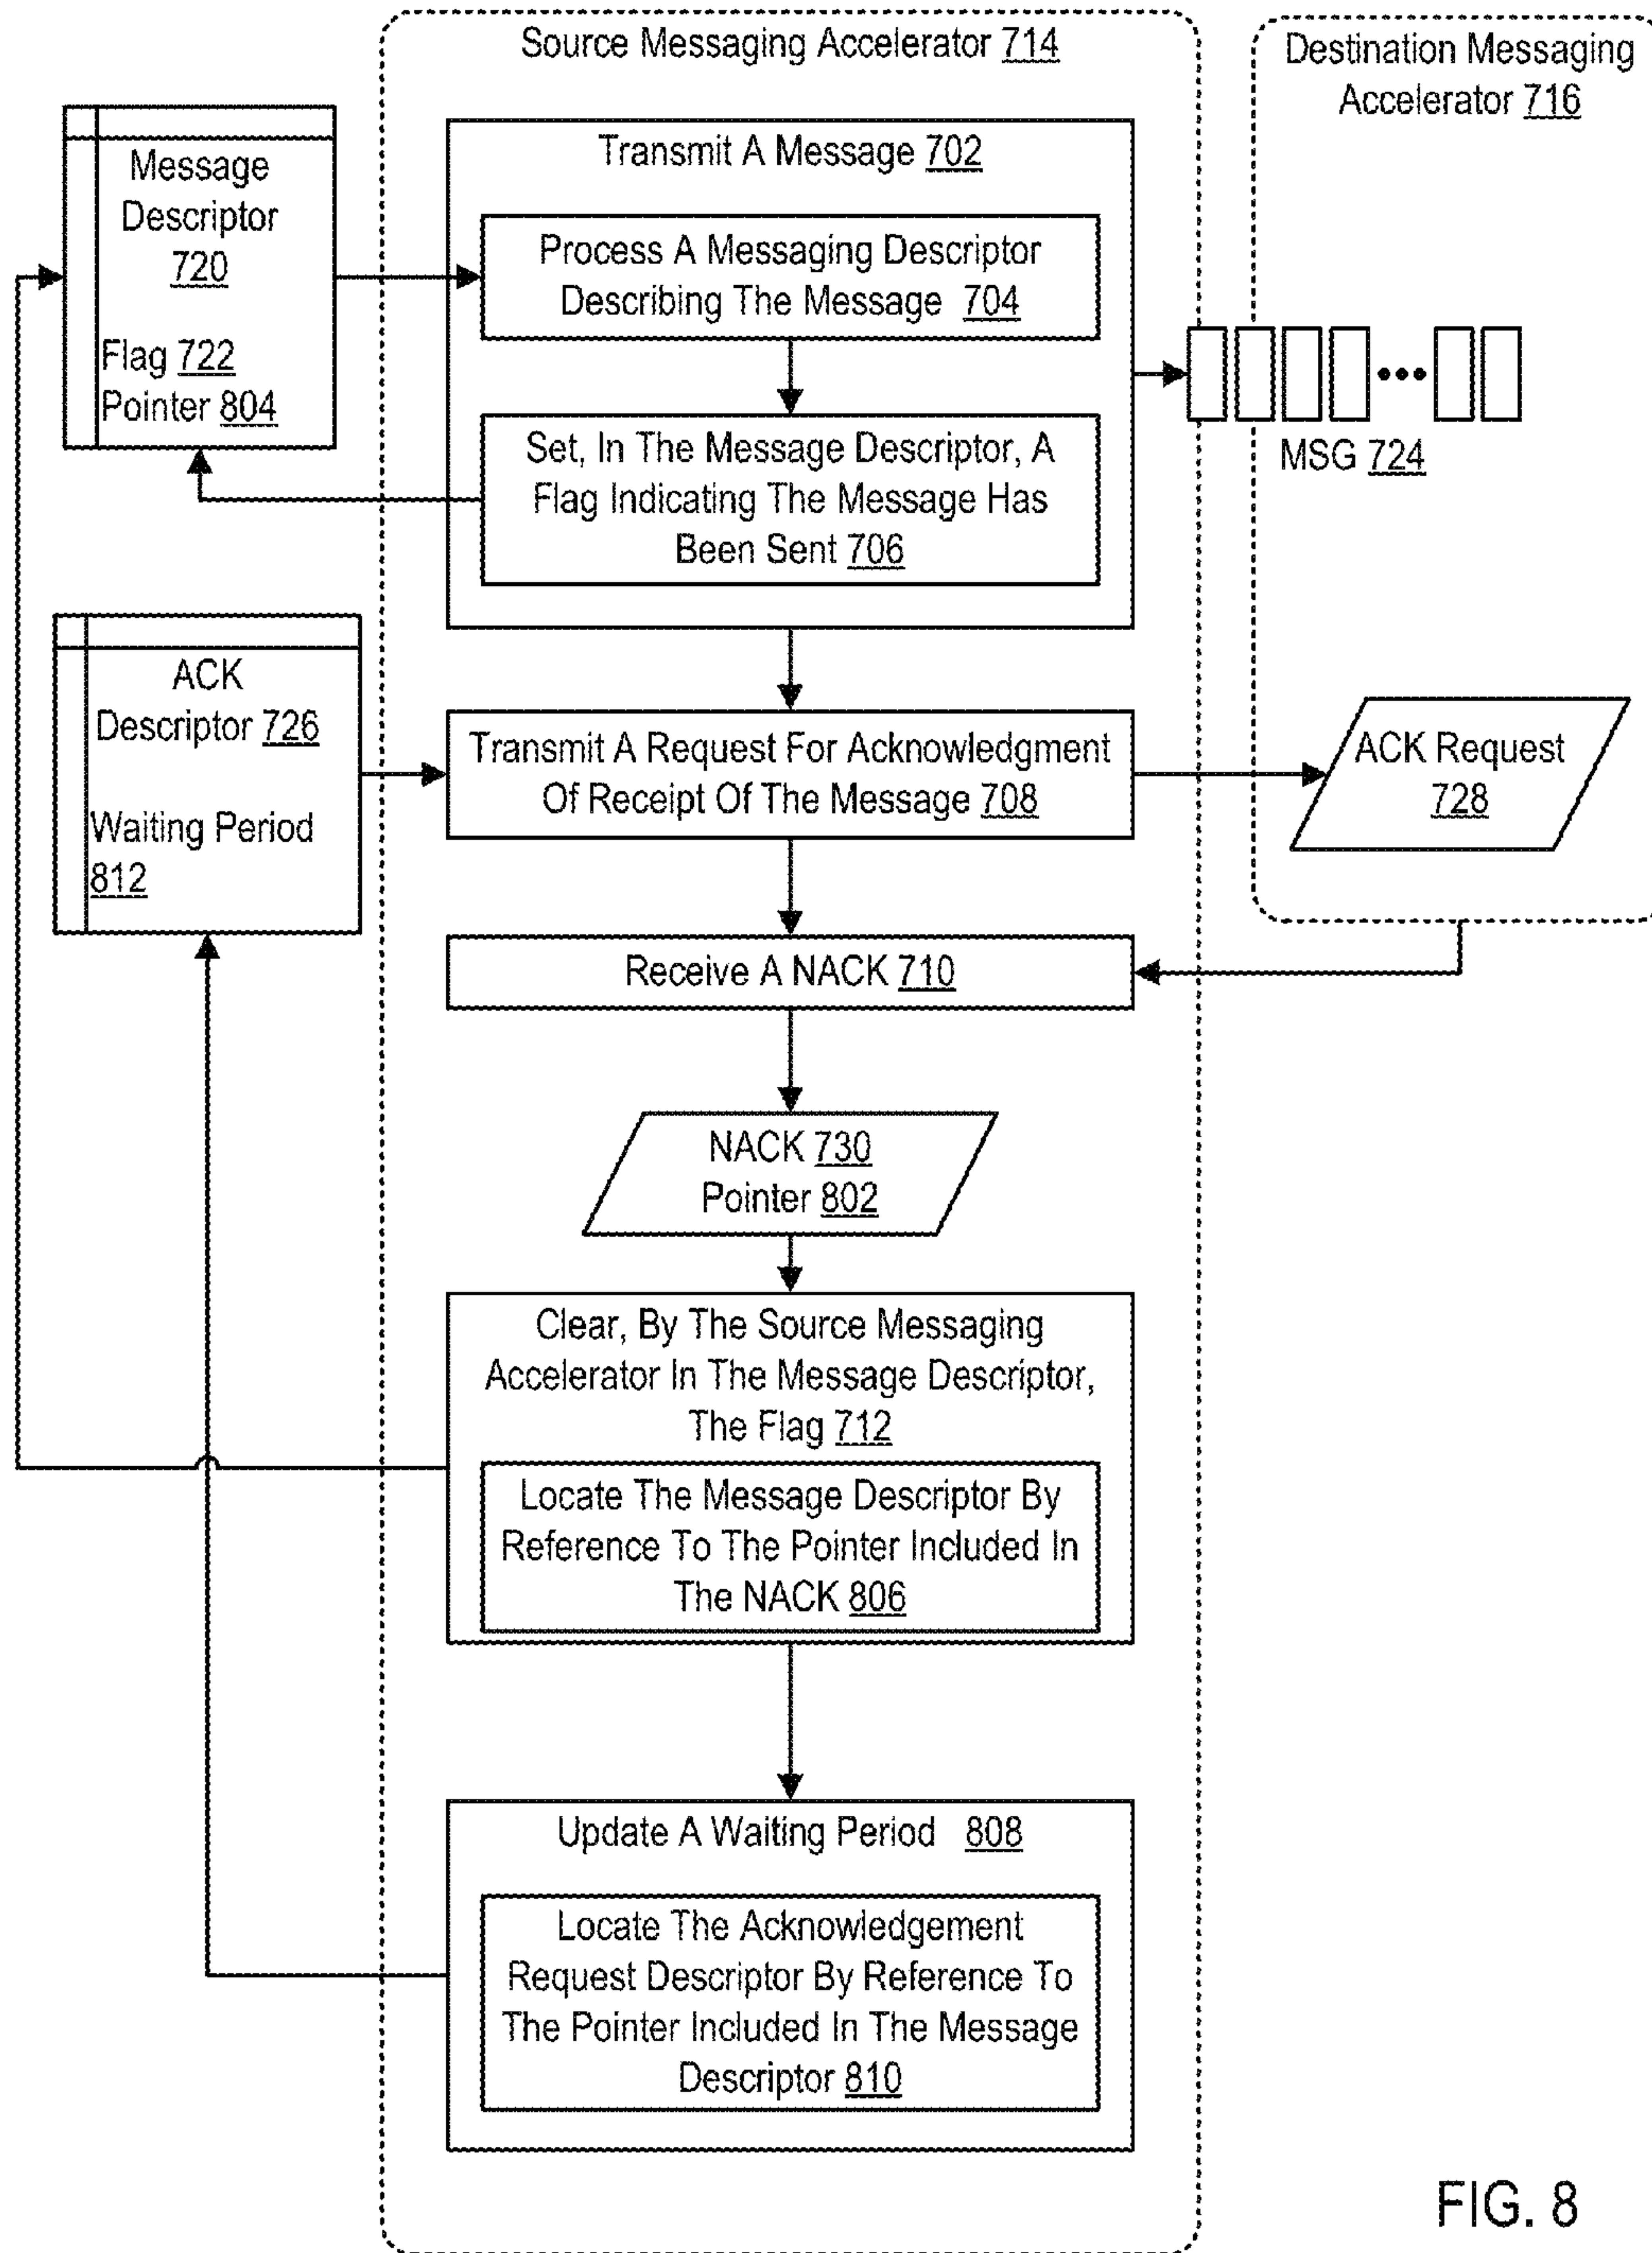 Source Messaging Accelerator 714
Destination Messaging
Accelerator 716
Message
Descriptor
720
Flag 722
Pointer 804
Transmit A Message 702
Process A Messaging Descriptor
Describing The Message 704
Set, In The Message Descriptor, A
Flag Indicating The Message Has
Been Sent 706
MSG 724
ACK
Descriptor 726
Waiting Period
812
Transmit A Request For Acknowledgment
Of Receipt Of The Message 708
ACK Request
728
Receive A NACK 710
NACK 730
Pointer 802
Clear, By The Source Messaging
Accelerator In The Message Descriptor,
The Flag 712
Locate The Message Descriptor By
Reference To The Pointer Included In
The NACK 806
Update A Waiting Period 808
Locate The Acknowledgement
Request Descriptor By Reference To
The Pointer Included In The Message
Descriptor 810
FIG. 8